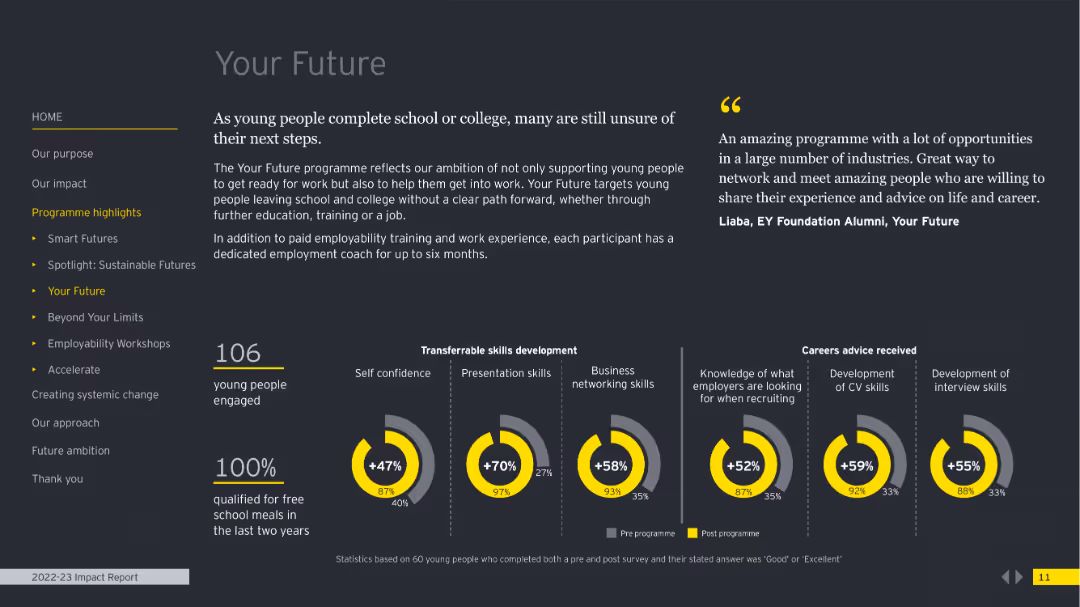 Your Future
HOME
Our purpose
Our impact
Programme highlights
Smart Futures
Spotlight: Sustainable Futures
Your Future
Beyond Your Limits
Employability Workshops
Accelerate
Creating systemic change
Our approach
Future ambition
Thank you
As young people complete school or college, many are still unsure of
their next steps.
The Your Future programme reflects our ambition of not only supporting young people
to get ready for work but also to help them get into work. Your Future targets young
people leaving school and college without a clear path forward, whether through
further education, training or a job.
In addition to paid employability training and work experience, each participant has a
dedicated employment coach for up to six months.
“
An amazing programme with a lot of opportunities
in a large number of industries. Great way to
network and meet amazing people who are willing to
share their experience and advice on life and career.
Liaba, EY Foundation Alumni, Your Future
106
young people
engaged
100%
qualified for free
school meals in
the last two years
Transferrable skills development
Self confidence
+47%
87%
40%
Presentation skills
+70%
97%
27%
Business
networking skills
+58%
93%
35%
Careers advice received
Knowledge of what
employers are looking
for when recruiting
+52%
87%
35%
Development
of CV skills
+59%
92%
33%
Development of
interview skills
+55%
88%
33%
Pre programme
Post programme
Statistics based on 60 young people who completed both a pre and post survey and their stated answer was ‘Good’ or ‘Excellent’
2022-23 Impact Report
11